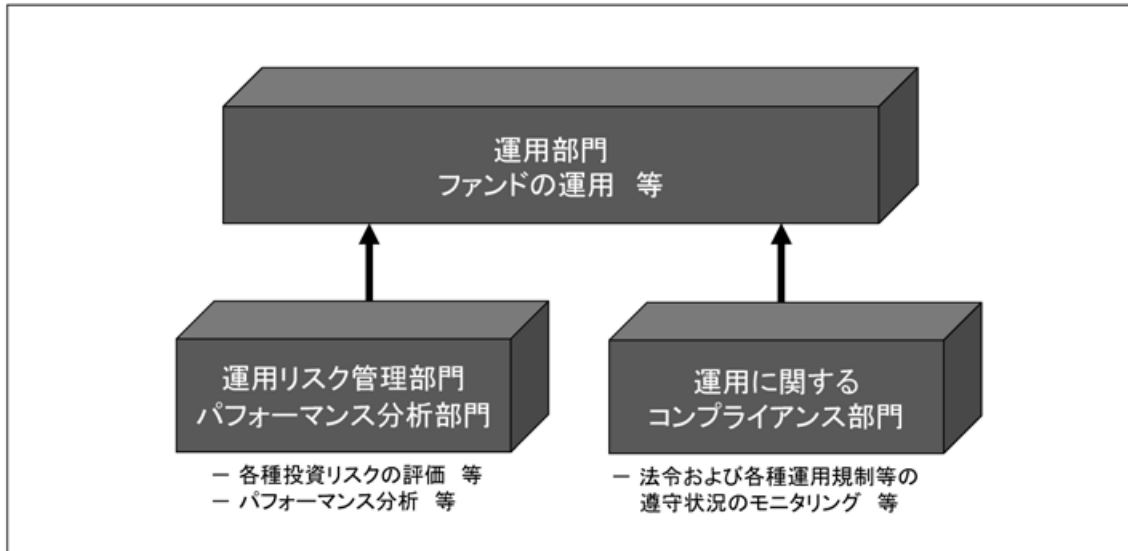 運用部門
ファンドの運用 等
運用リスク管理部門
パフォーマンス分析部門
－ 各種投資リスクの評価 等
－ パフォーマンス分析 等
運用に関する
コンプライアンス部門
－ 法令および各種運用規制等の
遵守状況のモニタリング 等